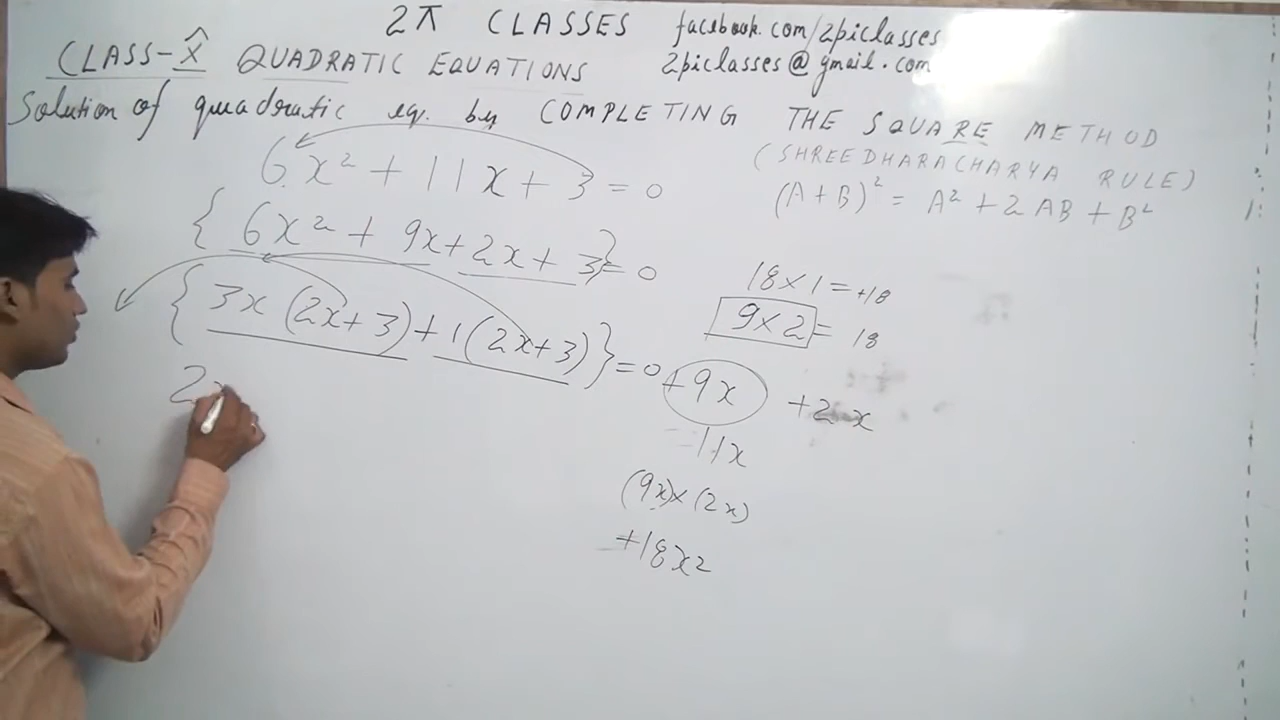 2π CLASSES facebook.com/2piclasses
CLASS-X QUADRATIC EQUATIONS 2piclasses@gmail.com
Solution of quadratic eq. by COMPLETING THE SQUARE METHOD
(SHREEDHARACHARYA RULE)
6x² + 11x + 3 = 0
(A+B)² = A² + 2AB + B²
{6x² + 9x + 2x + 3} = 0
{3x (2x+3) + 1 (2x+3)} = 0
2x
18 × 1 = +18
9 × 2 = 18
+9x +2x
11x
(9x) × (2x)
+18x²